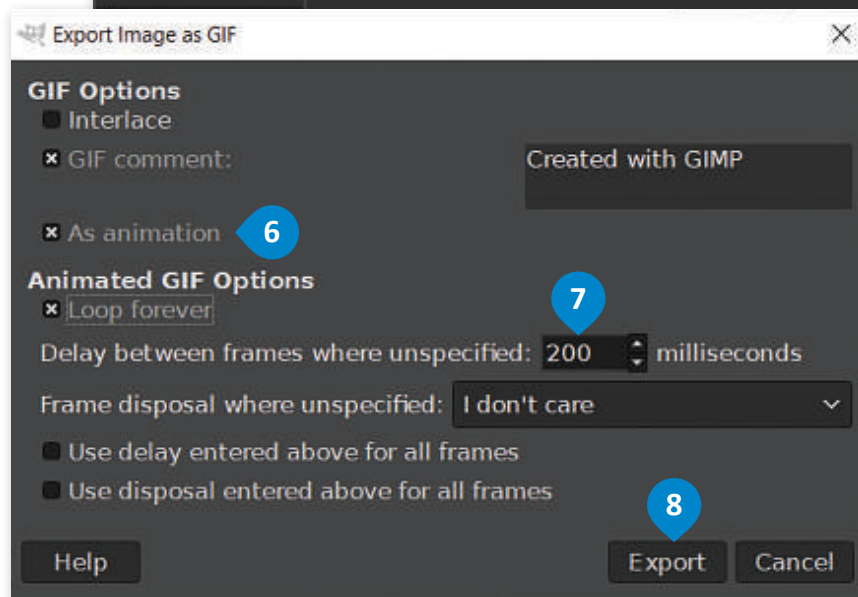 Export Image as GIF
GIF Options
Interlace
GIF comment: Created with GIMP
As animation 6
Animated GIF Options
Loop forever
7
Delay between frames where unspecified: 200 milliseconds
Frame disposal where unspecified: I don't care
Use delay entered above for all frames
Use disposal entered above for all frames
8
Help Export Cancel